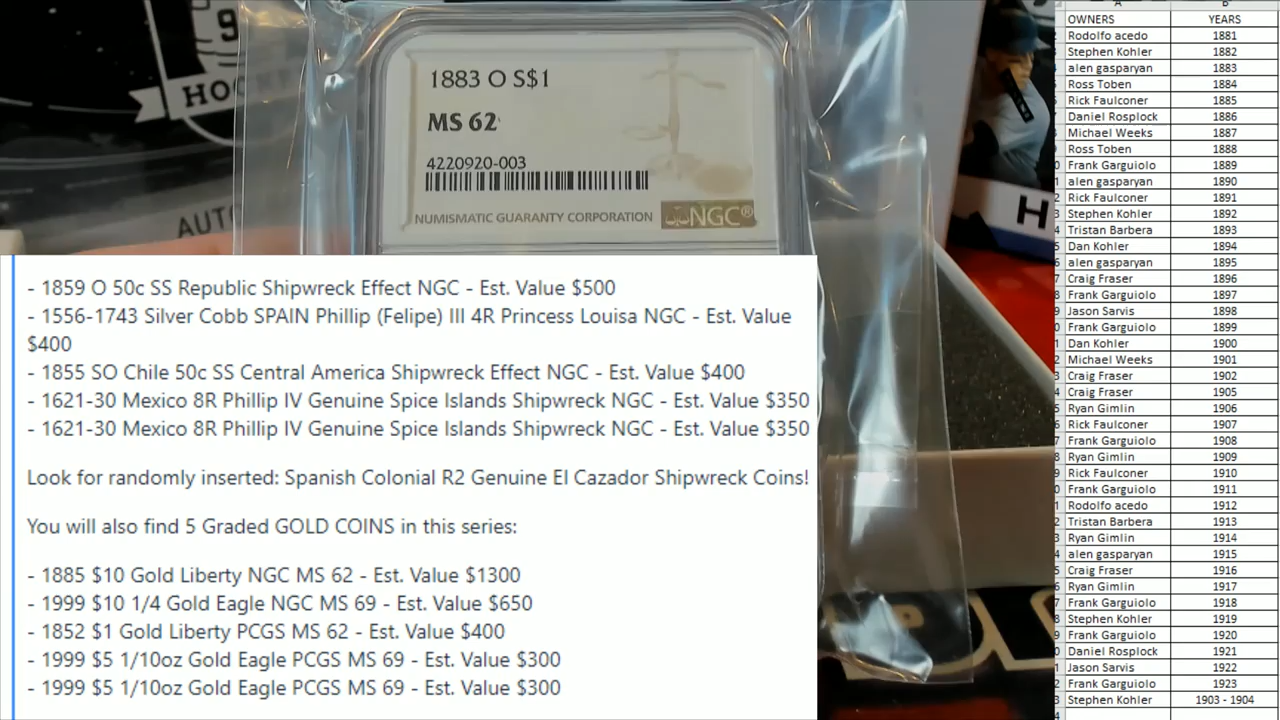 9
HOC
AUTO
1883 O S$1
MS 62
4220920-003
NUMISMATIC GUARANTY CORPORATION NGC®
H
- 1859 O 50c SS Republic Shipwreck Effect NGC - Est. Value $500
- 1556-1743 Silver Cobb SPAIN Phillip (Felipe) III 4R Princess Louisa NGC - Est. Value
$400
- 1855 SO Chile 50c SS Central America Shipwreck Effect NGC - Est. Value $400
- 1621-30 Mexico 8R Phillip IV Genuine Spice Islands Shipwreck NGC - Est. Value $350
- 1621-30 Mexico 8R Phillip IV Genuine Spice Islands Shipwreck NGC - Est. Value $350
Look for randomly inserted: Spanish Colonial R2 Genuine El Cazador Shipwreck Coins!
You will also find 5 Graded GOLD COINS in this series:
- 1885 $10 Gold Liberty NGC MS 62 - Est. Value $1300
- 1999 $10 1/4 Gold Eagle NGC MS 69 - Est. Value $650
- 1852 $1 Gold Liberty PCGS MS 62 - Est. Value $400
- 1999 $5 1/10oz Gold Eagle PCGS MS 69 - Est. Value $300
- 1999 $5 1/10oz Gold Eagle PCGS MS 69 - Est. Value $300
OWNERS YEARS
Rodolfo acedo 1881
Stephen Kohler 1882
alen gasparyan 1883
Ross Toben 1884
Rick Faulconer 1885
Daniel Rosplock 1886
Michael Weeks 1887
Ross Toben 1888
Frank Garguiolo 1889
alen gasparyan 1890
Rick Faulconer 1891
Stephen Kohler 1892
Tristan Barbera 1893
Dan Kohler 1894
alen gasparyan 1895
Craig Fraser 1896
Frank Garguiolo 1897
Jason Sarvis 1898
Frank Garguiolo 1899
Dan Kohler 1900
Michael Weeks 1901
Craig Fraser 1902
Craig Fraser 1905
Ryan Gimlin 1906
Rick Faulconer 1907
Frank Garguiolo 1908
Ryan Gimlin 1909
Rick Faulconer 1910
Frank Garguiolo 1911
Rodolfo acedo 1912
Tristan Barbera 1913
Ryan Gimlin 1914
alen gasparyan 1915
Craig Fraser 1916
Ryan Gimlin 1917
Frank Garguiolo 1918
Stephen Kohler 1919
Frank Garguiolo 1920
Daniel Rosplock 1921
Jason Sarvis 1922
Frank Garguiolo 1923
Stephen Kohler 1903 - 1904